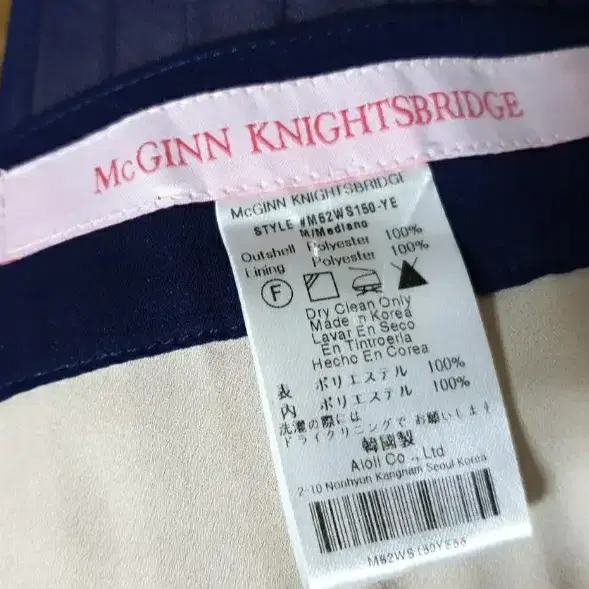 McGINN KNIGHTSBRIDGE
McGINN KNIGHTSBRIDGE
STYLE #M62WS150-YE
M/Mediano
Outshell Polyester 100%
Lining Polyester 100%
F
Dry Clean Only
Made in Korea
Lavar En Seco
En Tintroeria
Hecho En Corea
表 ポリエステル 100%
内 ポリエステル 100%
洗濯の際には
ドライクリニングで お願いします
韓國製
Aioli Co .,Ltd
2-10 Nonhyun Kangnam Seoul Korea